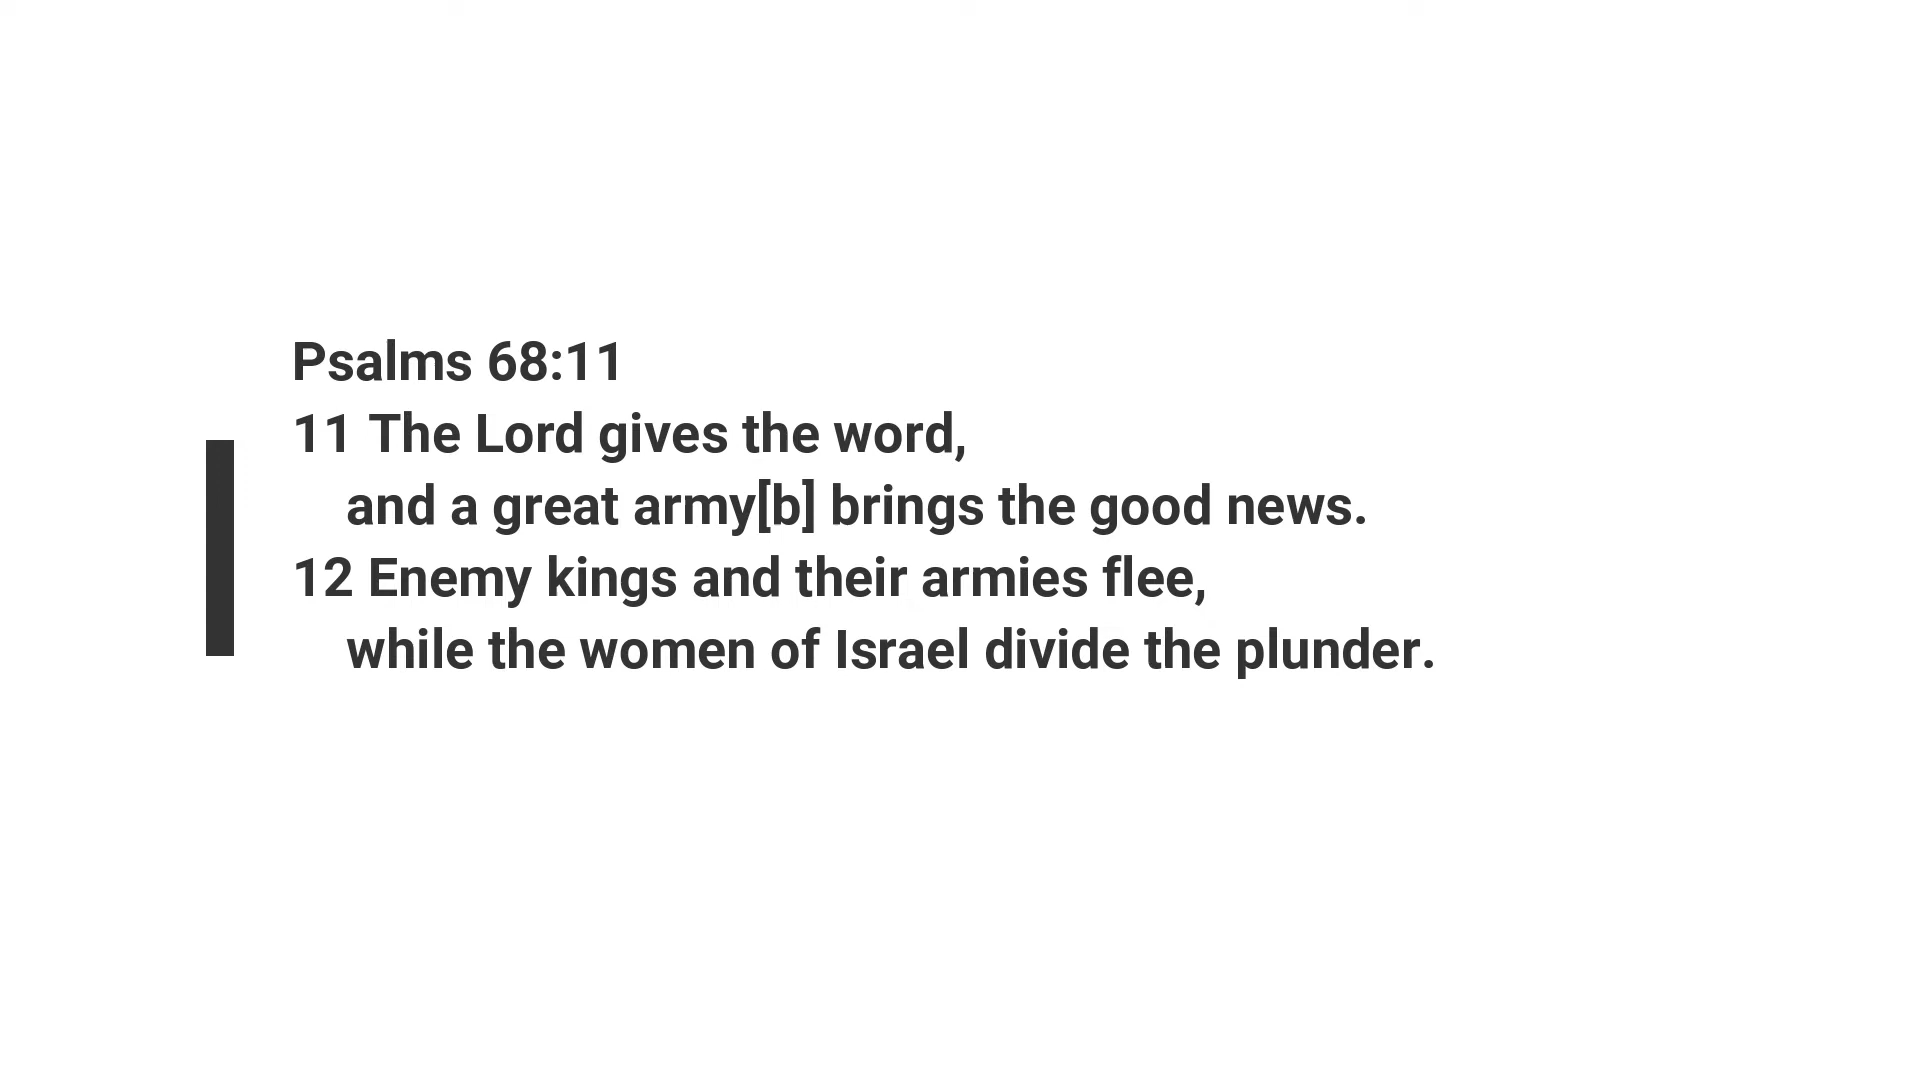 Psalms 68:11
11 The Lord gives the word,
and a great army[b] brings the good news.
12 Enemy kings and their armies flee,
while the women of Israel divide the plunder.